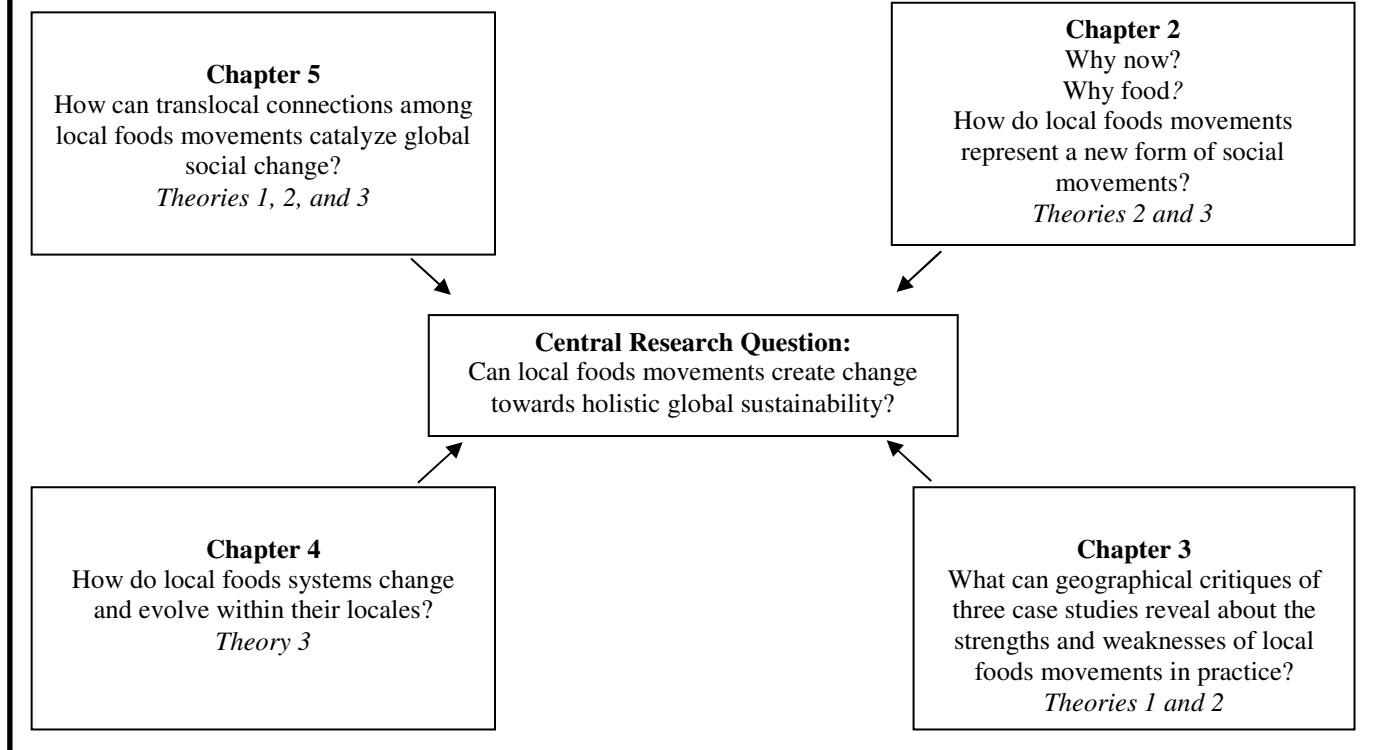 Chapter 5
How can translocal connections among
local foods movements catalyze global
social change?
Theories 1, 2, and 3
Chapter 2
Why now?
Why food?
How do local foods movements
represent a new form of social
movements?
Theories 2 and 3
Central Research Question:
Can local foods movements create change
towards holistic global sustainability?
Chapter 4
How do local foods systems change
and evolve within their locales?
Theory 3
Chapter 3
What can geographical critiques of
three case studies reveal about the
strengths and weaknesses of local
foods movements in practice?
Theories 1 and 2